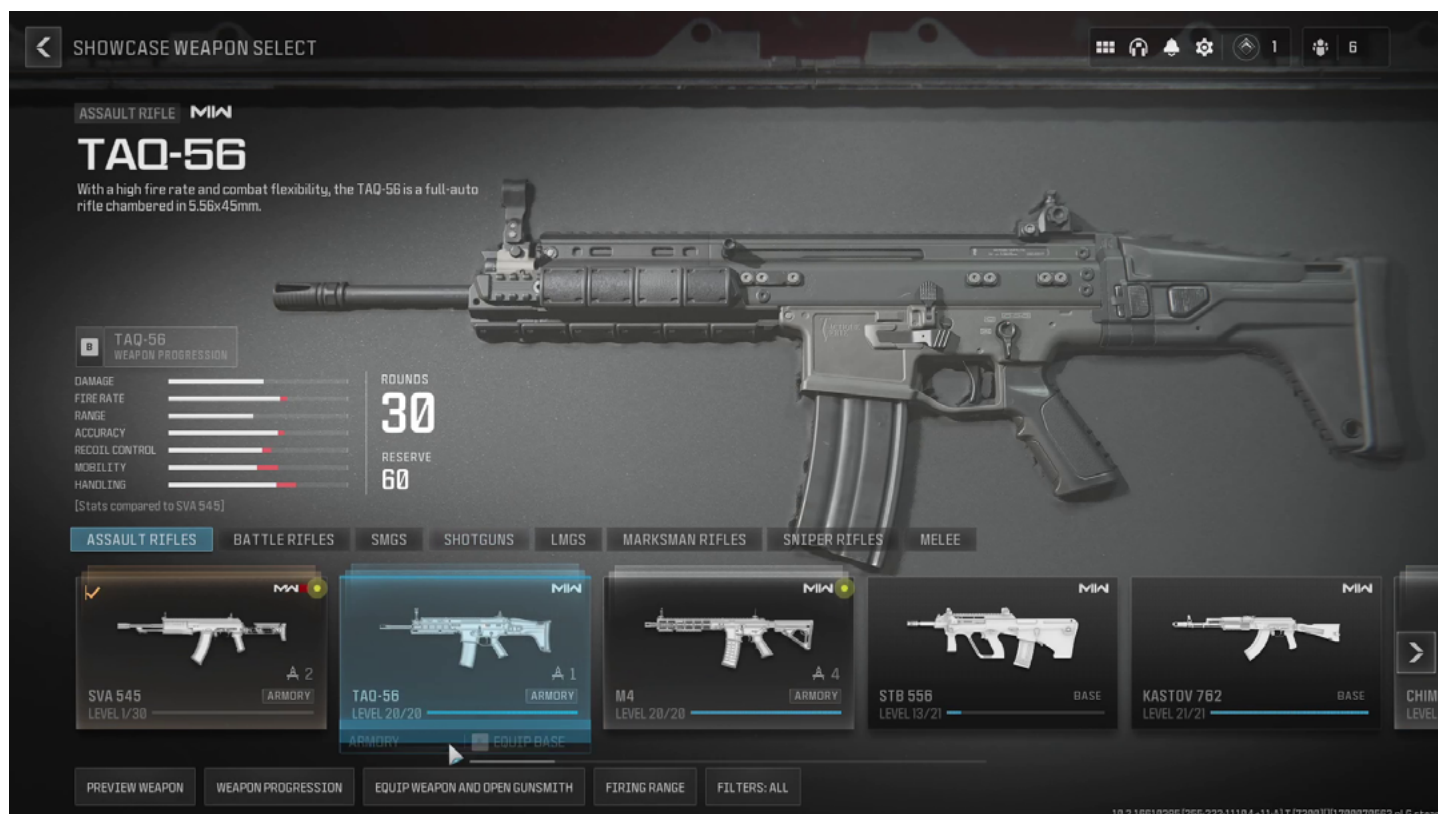 SHOWCASE WEAPON SELECT
1
6
ASSAULT RIFLE MW
TAQ-56
With a high fire rate and combat flexibility, the TAQ-56 is a full-auto
rifle chambered in 5.56x45mm.
B TAQ-56
WEAPON PROGRESSION
DAMAGE
FIRE RATE
RANGE
ACCURACY
RECOIL CONTROL
MOBILITY
HANDLING
ROUNDS
30
RESERVE
60
[Stats compared to SVA 545]
ASSAULT RIFLES BATTLE RIFLES SMGS SHOTGUNS LMGS MARKSMAN RIFLES SNIPER RIFLES MELEE
MW
2
SVA 545 ARMORY
LEVEL 1/30
MW
1
TAQ-56 ARMORY
LEVEL 20/20
ARMORY EQUIP BASE
MW
4
M4 ARMORY
LEVEL 20/20
MW
STB 556 BASE
LEVEL 13/21
MW
KASTOV 762 BASE
LEVEL 21/21
CHIM
LEVEL
PREVIEW WEAPON WEAPON PROGRESSION EQUIP WEAPON AND OPEN GUNSMITH FIRING RANGE FILTERS: ALL